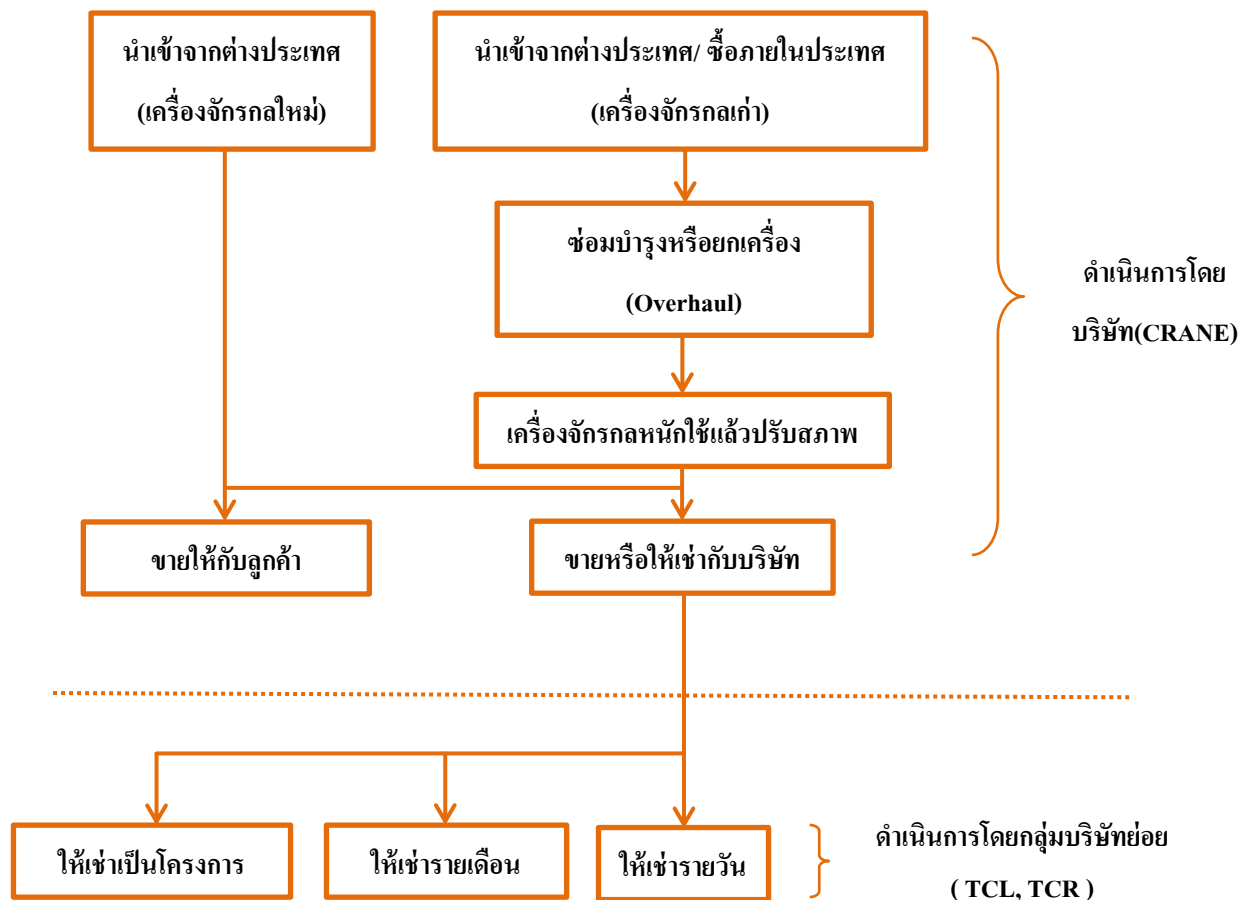 นำเข้าจากต่างประเทศ
(เครื่องจักรกลใหม่)
นำเข้าจากต่างประเทศ/ ซื้อภายในประเทศ
(เครื่องจักรกลเก่า)
ซ่อมบำรุงหรือยกเครื่อง
(Overhaul)
ดำเนินการโดย
บริษัท(CRANE)
เครื่องจักรกลหนักใช้แล้วปรับสภาพ
ขายให้กับลูกค้า
ขายหรือให้เช่ากับบริษัท
ให้เช่าเป็นโครงการ
ให้เช่ารายเดือน
ให้เช่ารายวัน
ดำเนินการโดยกลุ่มบริษัทย่อย
( TCL, TCR )